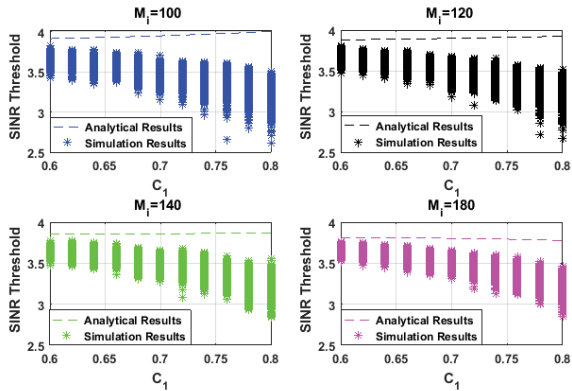 M_i=100
SINR Threshold
4
3.5
3
2.5
Analytical Results
Simulation Results
0.6 0.65 0.7 0.75 0.8
C_1
M_i=120
SINR Threshold
4
3.5
3
2.5
Analytical Results
Simulation Results
0.6 0.65 0.7 0.75 0.8
C_1
M_i=140
SINR Threshold
4
3.5
3
2.5
Analytical Results
Simulation Results
0.6 0.65 0.7 0.75 0.8
C_1
M_i=180
SINR Threshold
4
3.5
3
2.5
Analytical Results
Simulation Results
0.6 0.65 0.7 0.75 0.8
C_1